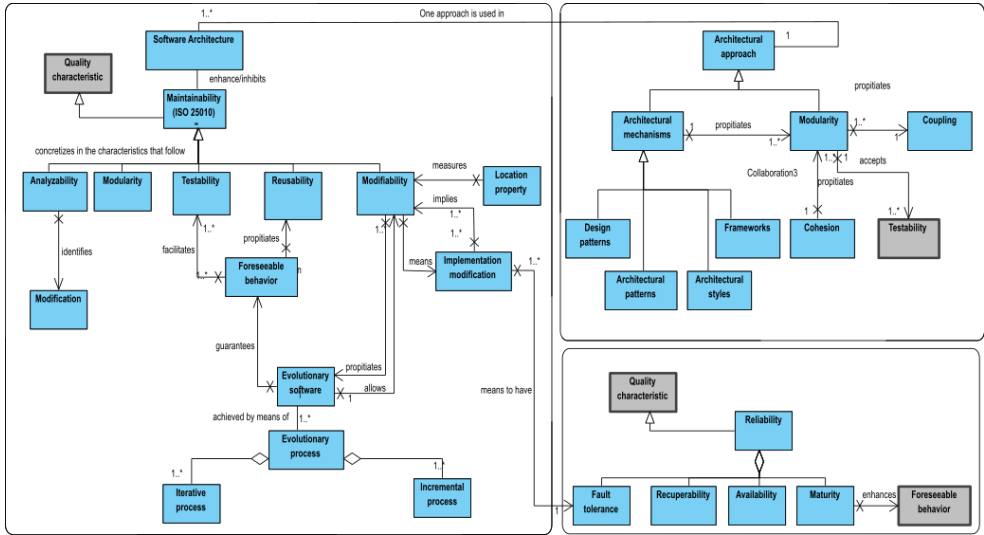 One approach is used in
1..*
Software Architecture
Quality
characteristic
enhance/inhibits
Maintainability
(ISO 25010)
concretizes in the characteristics that follow
Analyzability
Modularity
Testability
Reusability
Modifiability
measures
Location
property
implies
1..*
1..*
identifies
facilitates
1..*
propitiates
1..*
means
Implementation
modification
1..*
Foreseeable
behavior
1..*
n
Modification
guarantees
propitiates
allows
1
Evolutionary
software
achieved by means of
1..*
Evolutionary
process
1..*
1..*
Iterative
process
Incremental
process
means to have
1
Architectural
approach
1
propitiates
Architectural
mechanisms
1
propitiates
1..*
Modularity
1..*
1
Coupling
1..*
1
accepts
Collaboration3
propitiates
1
1..*
Design
patterns
Frameworks
Cohesion
Testability
Architectural
patterns
Architectural
styles
Quality
characteristic
Reliability
Fault
tolerance
Recuperability
Availability
Maturity
enhances
Foreseeable
behavior